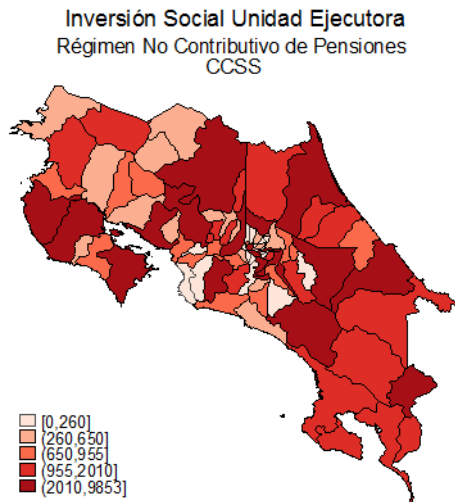 Inversión Social Unidad Ejecutora
Régimen No Contributivo de Pensiones
CCSS
[0,260]
(260,650]
(650,955]
(955,2010]
(2010,9853]